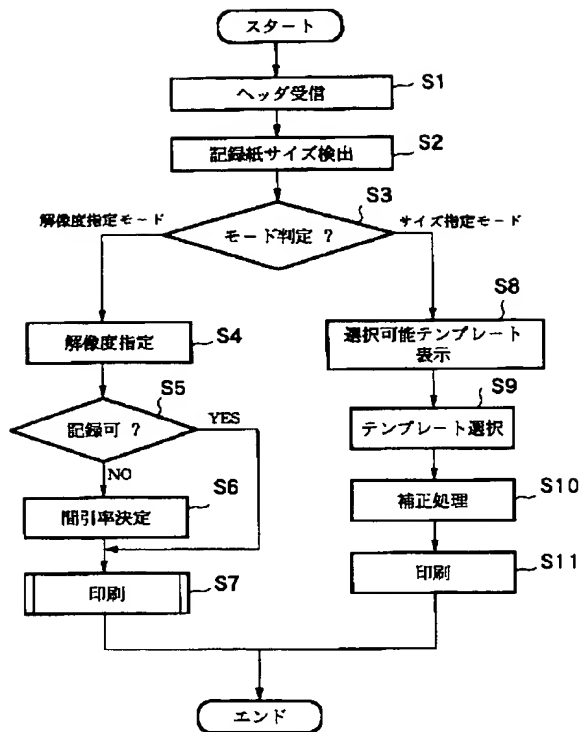 スタート
ヘッダ受信
S1
記録紙サイズ検出
S2
モード判定 ?
S3
解像度指定モード
サイズ指定モード
解像度指定
S4
記録可 ?
S5
YES
NO
間引率決定
S6
印刷
S7
選択可能テンプレート
表示
S8
テンプレート選択
S9
補正処理
S10
印刷
S11
エンド